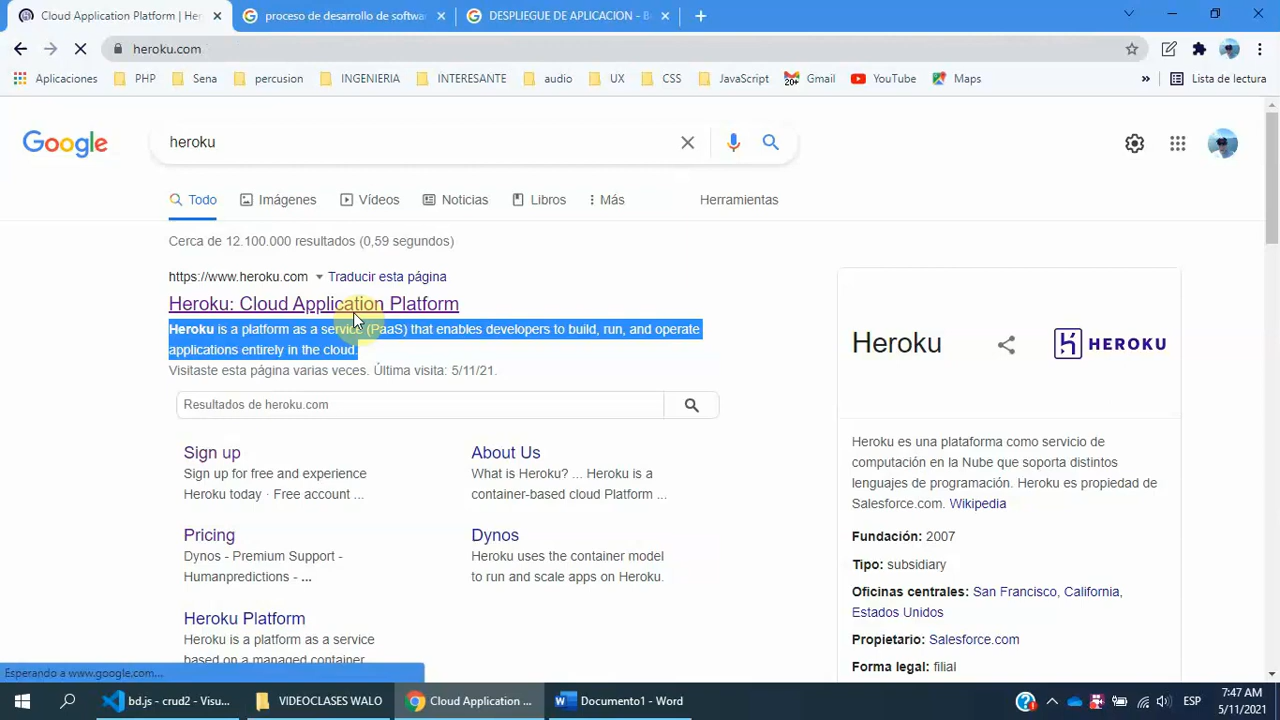 Cloud Application Platform | Her
proceso de desarrollo de softwa
DESPLIEGUE DE APLICACION - B
heroku.com
Aplicaciones
PHP
Sena
percusion
INGENIERIA
INTERESANTE
audio
UX
CSS
JavaScript
20+
Gmail
YouTube
Maps
»
Lista de lectura
Google
heroku
Todo
Imágenes
Vídeos
Noticias
Libros
Más
Herramientas
Cerca de 12.100.000 resultados (0,59 segundos)
https://www.heroku.com
Traducir esta página
Heroku: Cloud Application Platform
Heroku is a platform as a service (PaaS) that enables developers to build, run, and operate
applications entirely in the cloud.
Visitaste esta página varias veces. Última visita: 5/11/21.
Resultados de heroku.com
Sign up
Sign up for free and experience
Heroku today · Free account ...
About Us
What is Heroku? ... Heroku is a
container-based cloud Platform ...
Pricing
Dynos - Premium Support -
Humanpredictions - ...
Dynos
Heroku uses the container model
to run and scale apps on Heroku.
Heroku Platform
Heroku is a platform as a service
based on a managed container
Heroku
HEROKU
Heroku es una plataforma como servicio de
computación en la Nube que soporta distintos
lenguajes de programación. Heroku es propiedad de
Salesforce.com. Wikipedia
Fundación: 2007
Tipo: subsidiary
Oficinas centrales: San Francisco, California,
Estados Unidos
Propietario: Salesforce.com
Forma legal: filial
Esperando a www.google.com...
bd.js - crud2 - Visu...
VIDEOCLASES WALO
Cloud Application ...
Documento1 - Word
ESP
7:47 AM
5/11/2021